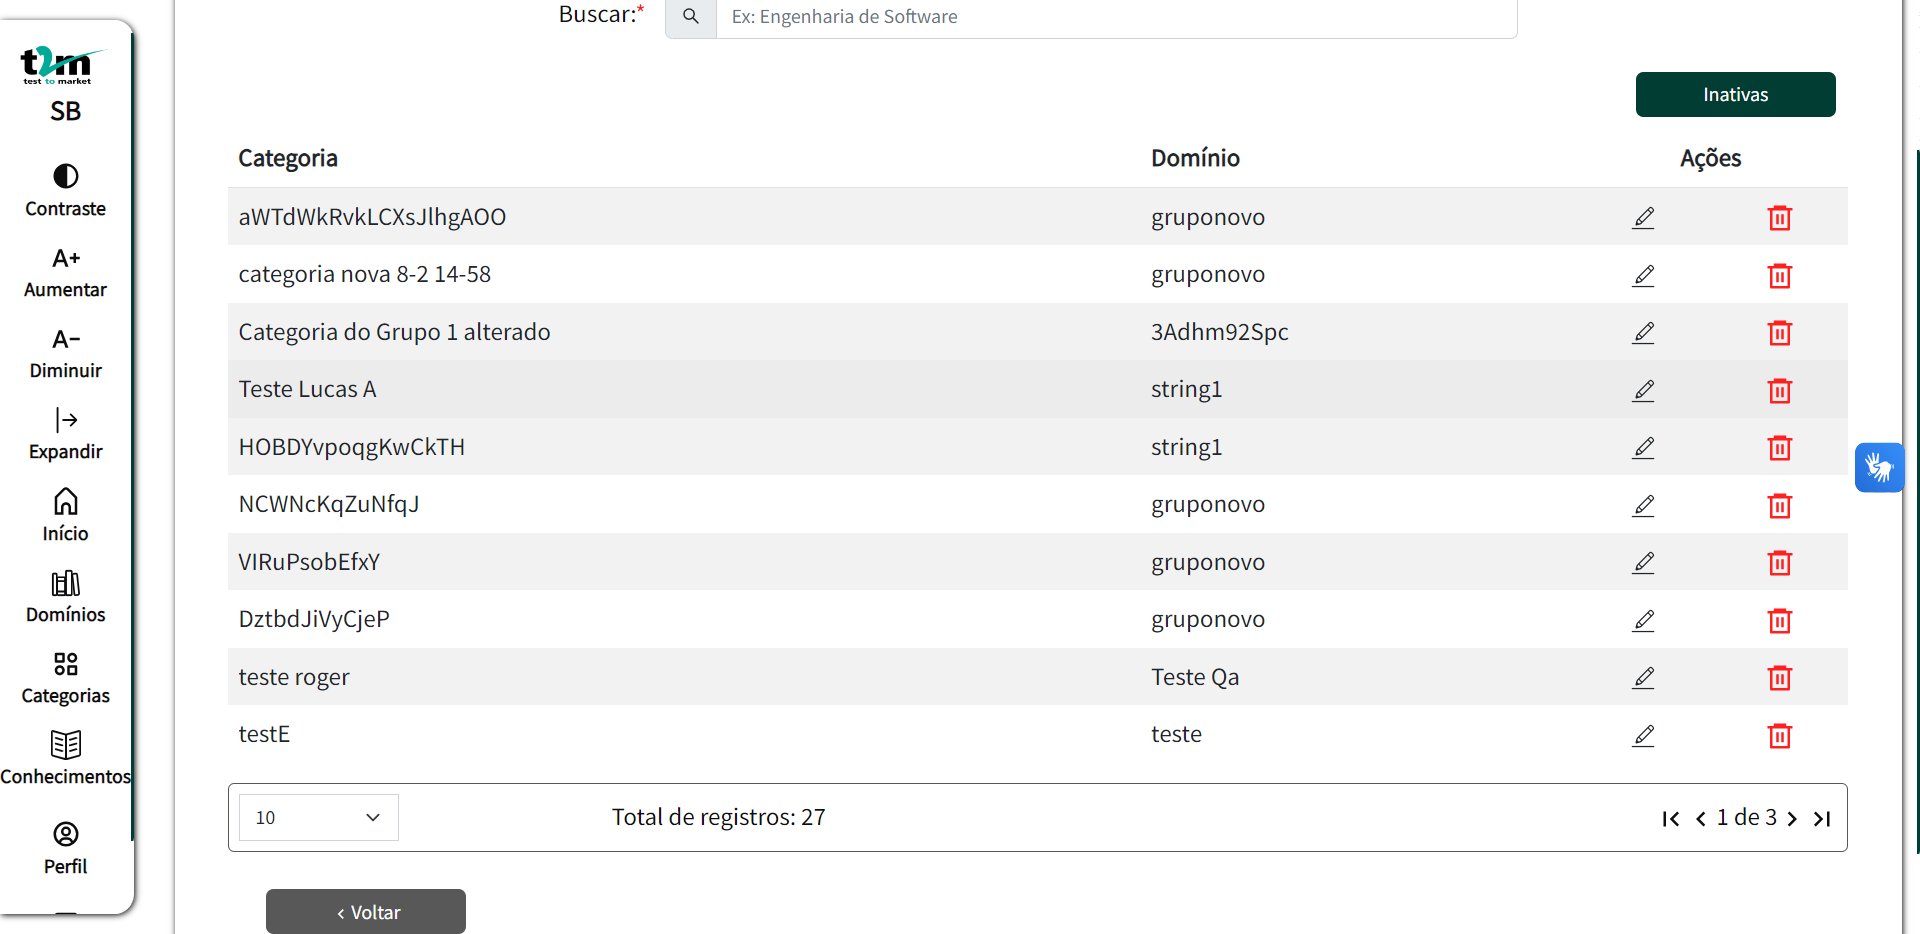 t2m
test to market
SB
Contraste
A+
Aumentar
A-
Diminuir
Expandir
Início
Domínios
Categorias
Conhecimentos
Perfil
Buscar:*
Ex: Engenharia de Software
Inativas
Categoria Domínio Ações
aWTdWkRvkLCXsJlhgAOO gruponovo
categoria nova 8-2 14-58 gruponovo
Categoria do Grupo 1 alterado 3Adhm92Spc
Teste Lucas A string1
HOBDYvpoqgKwCkTH string1
NCWNcKqZuNfqJ gruponovo
VIRuPsobEfxY gruponovo
DztbdJiVyCjeP gruponovo
teste roger Teste Qa
testE teste
10 Total de registros: 27 1 de 3
‹ Voltar